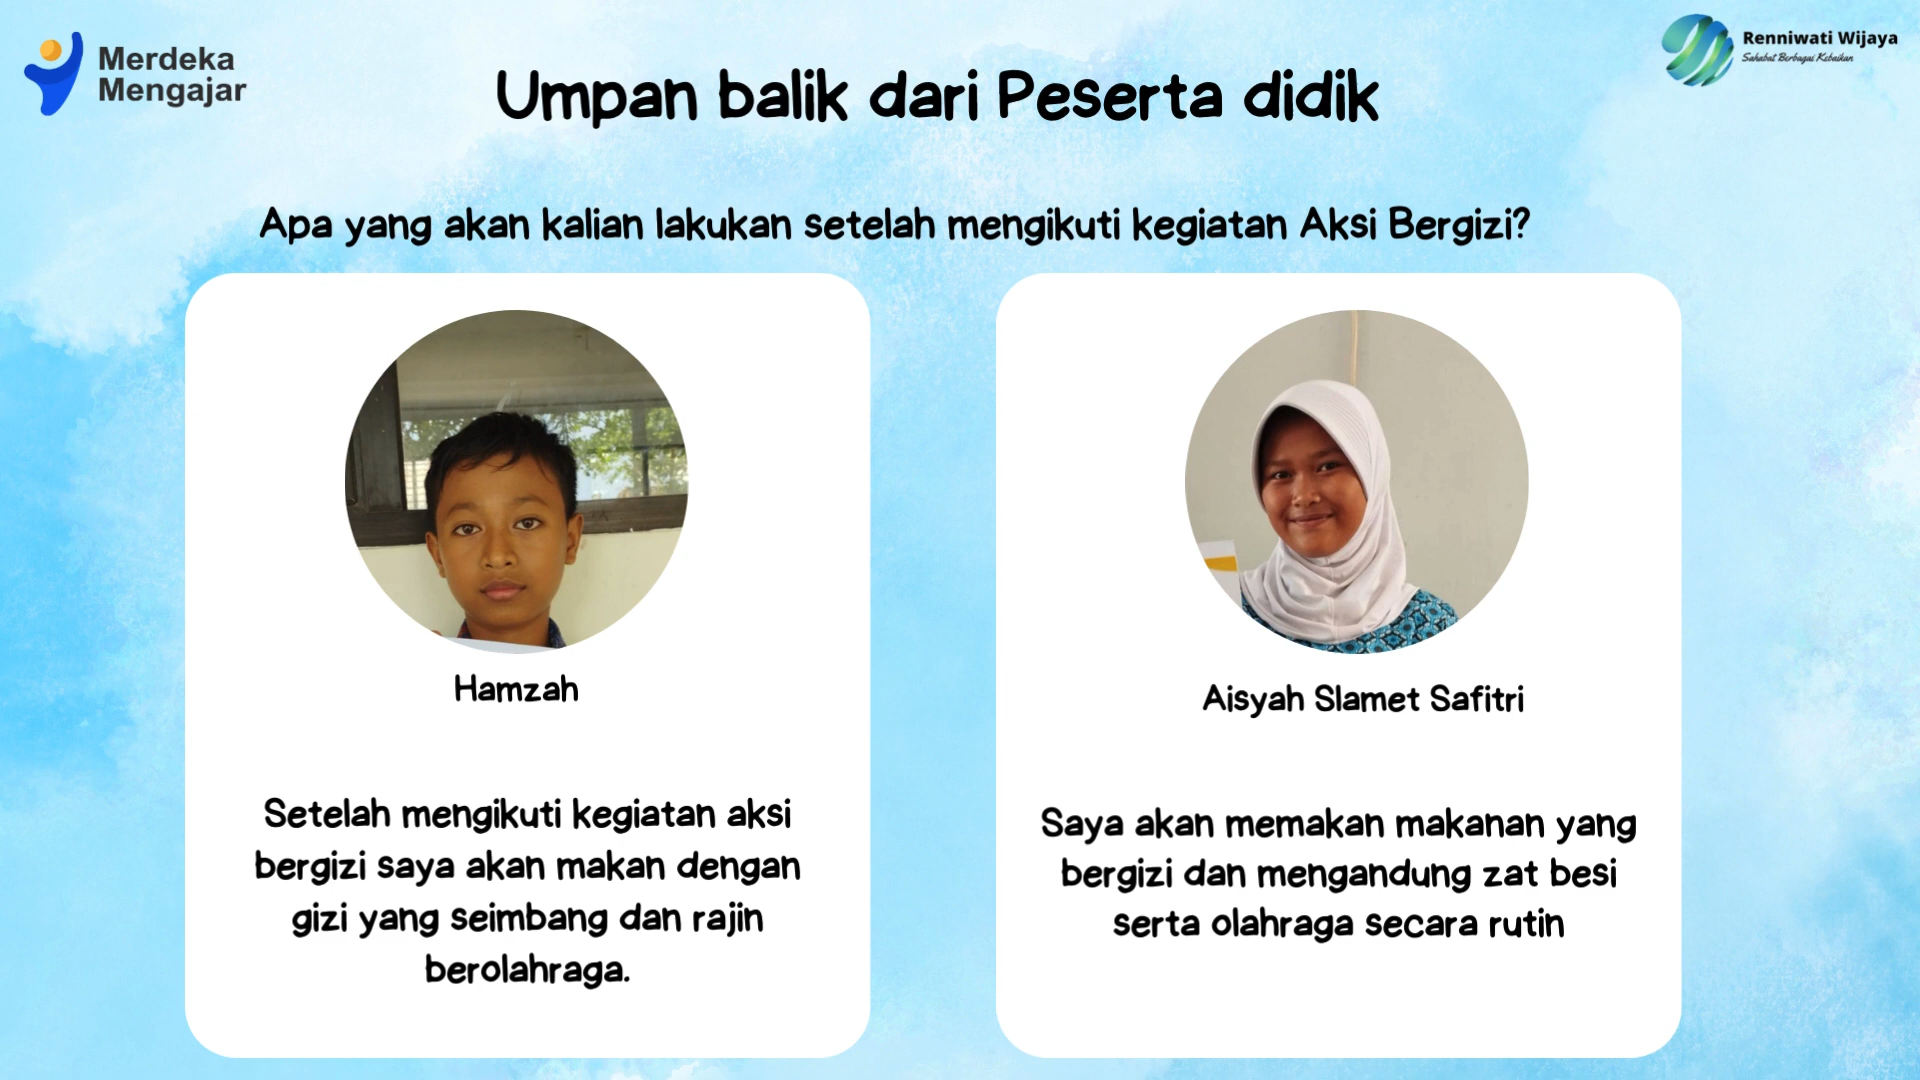 Merdeka
Mengajar
Renniwati Wijaya
Sahabat Berbagai Kebaikan
Umpan balik dari Peserta didik
Apa yang akan kalian lakukan setelah mengikuti kegiatan Aksi Bergizi?
Hamzah
Setelah mengikuti kegiatan aksi
bergizi saya akan makan dengan
gizi yang seimbang dan rajin
berolahraga.
Aisyah Slamet Safitri
Saya akan memakan makanan yang
bergizi dan mengandung zat besi
serta olahraga secara rutin